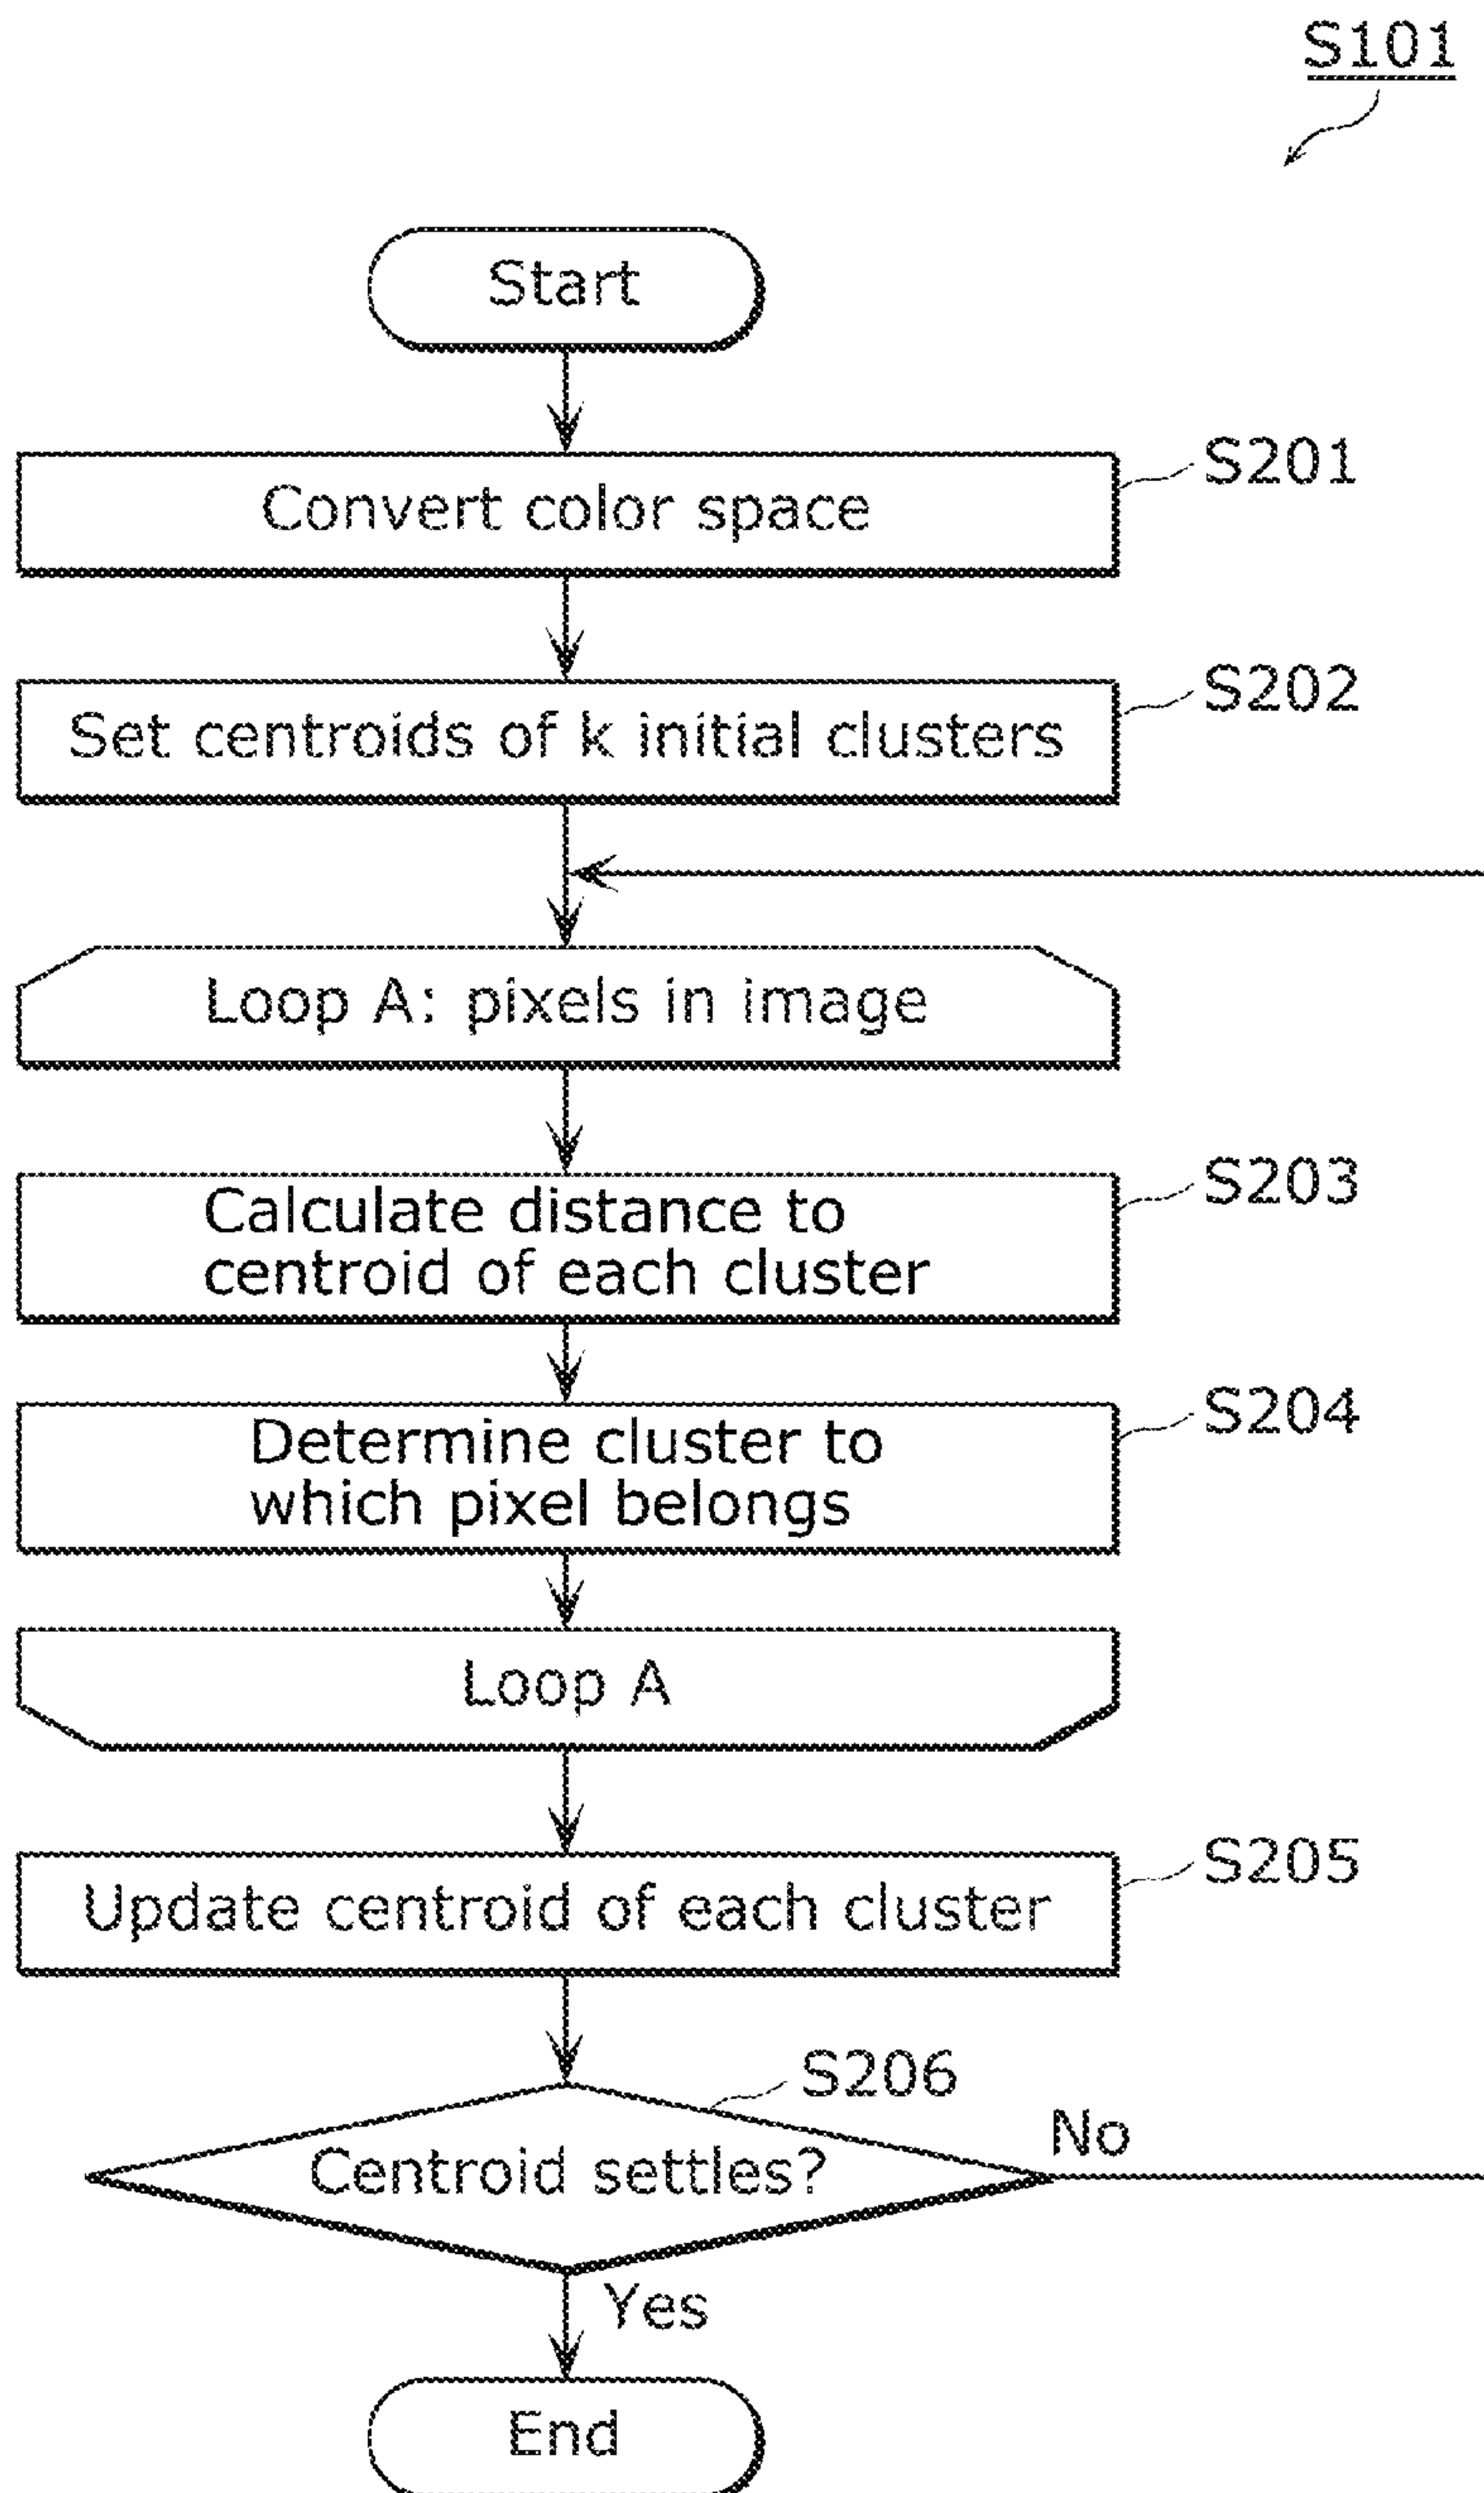 S101
Start
Convert color space
S201
Set centroids of k initial clusters
S202
Loop A: pixels in image
Calculate distance to
centroid of each cluster
S203
Determine cluster to
which pixel belongs
S204
Loop A
Update centroid of each cluster
S205
S206
Centroid settles?
No
Yes
End